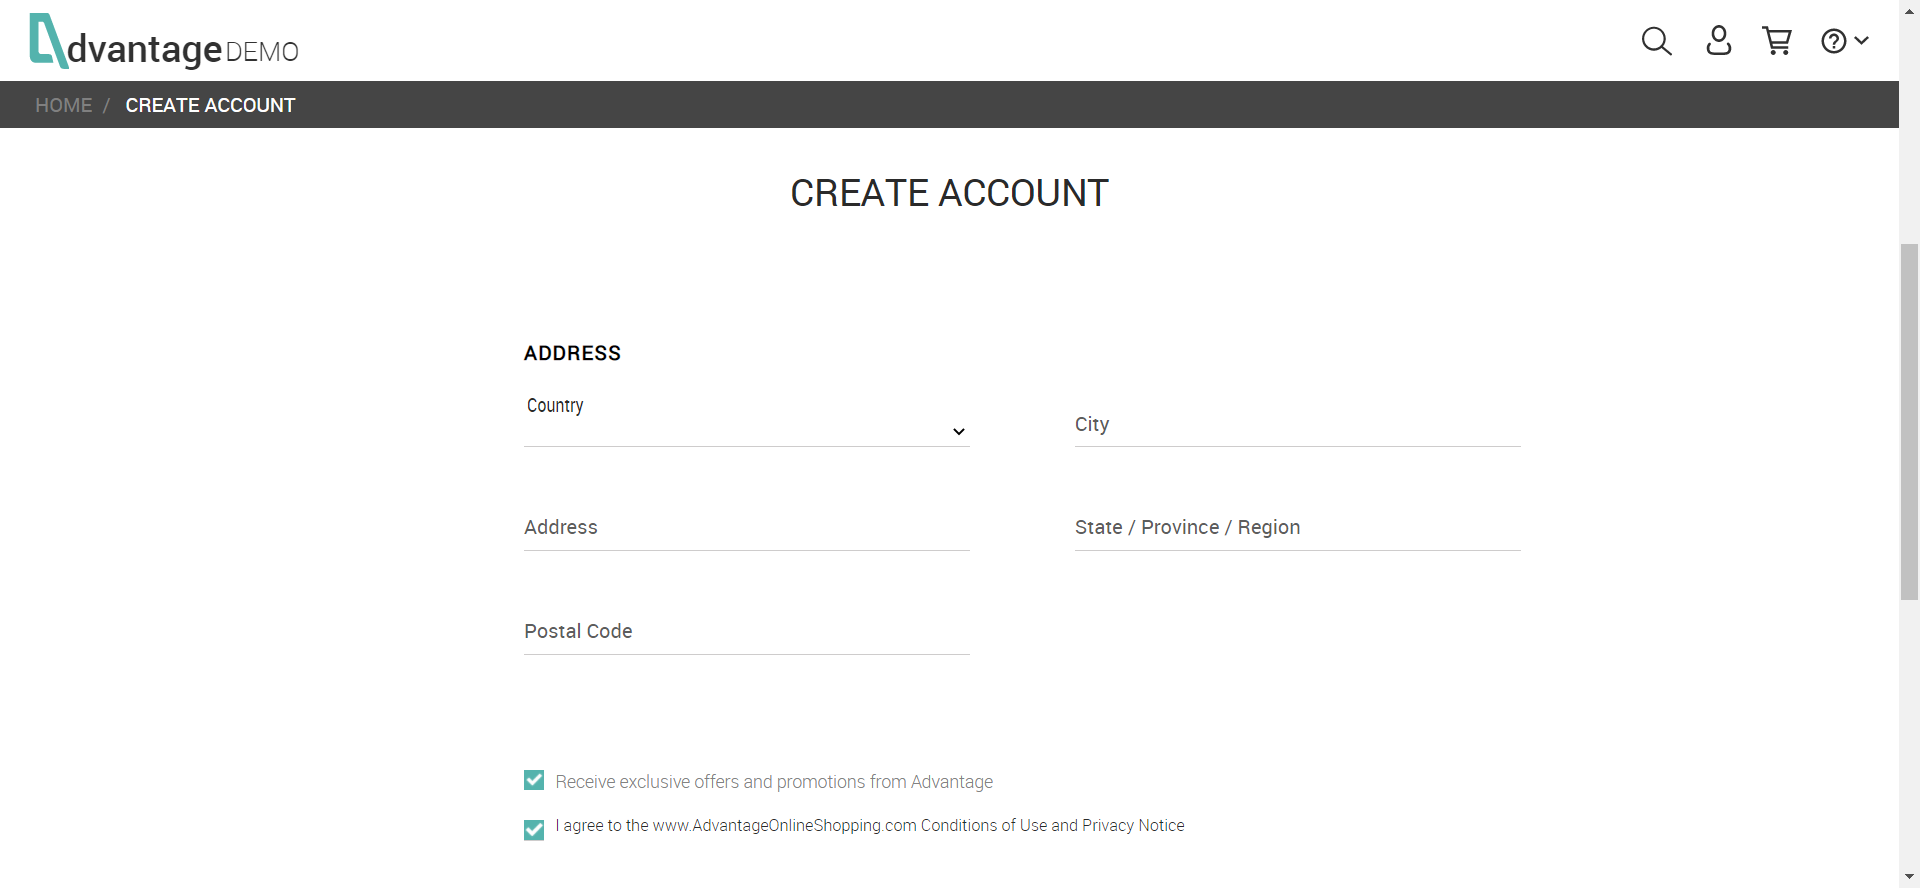 dvantage DEMO
HOME / CREATE ACCOUNT
CREATE ACCOUNT
ADDRESS
Country
City
Address
State / Province / Region
Postal Code
Receive exclusive offers and promotions from Advantage
I agree to the www.AdvantageOnlineShopping.com Conditions of Use and Privacy Notice